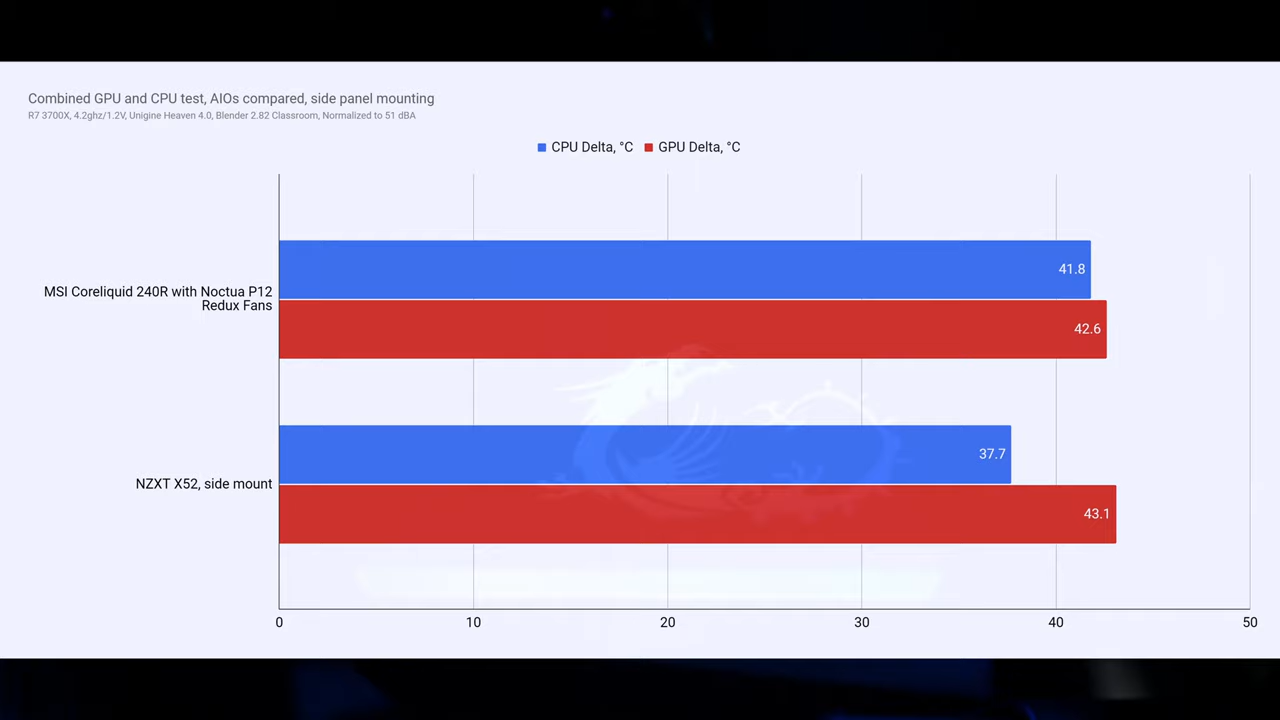 Combined GPU and CPU test, AIOs compared, side panel mounting
R7 3700X, 4.2ghz/1.2V, Unigine Heaven 4.0, Blender 2.82 Classroom, Normalized to 51 dBA
CPU Delta, °C GPU Delta, °C
MSI Coreliquid 240R with Noctua P12
Redux Fans
41.8
42.6
NZXT X52, side mount
37.7
43.1
0 10 20 30 40 50